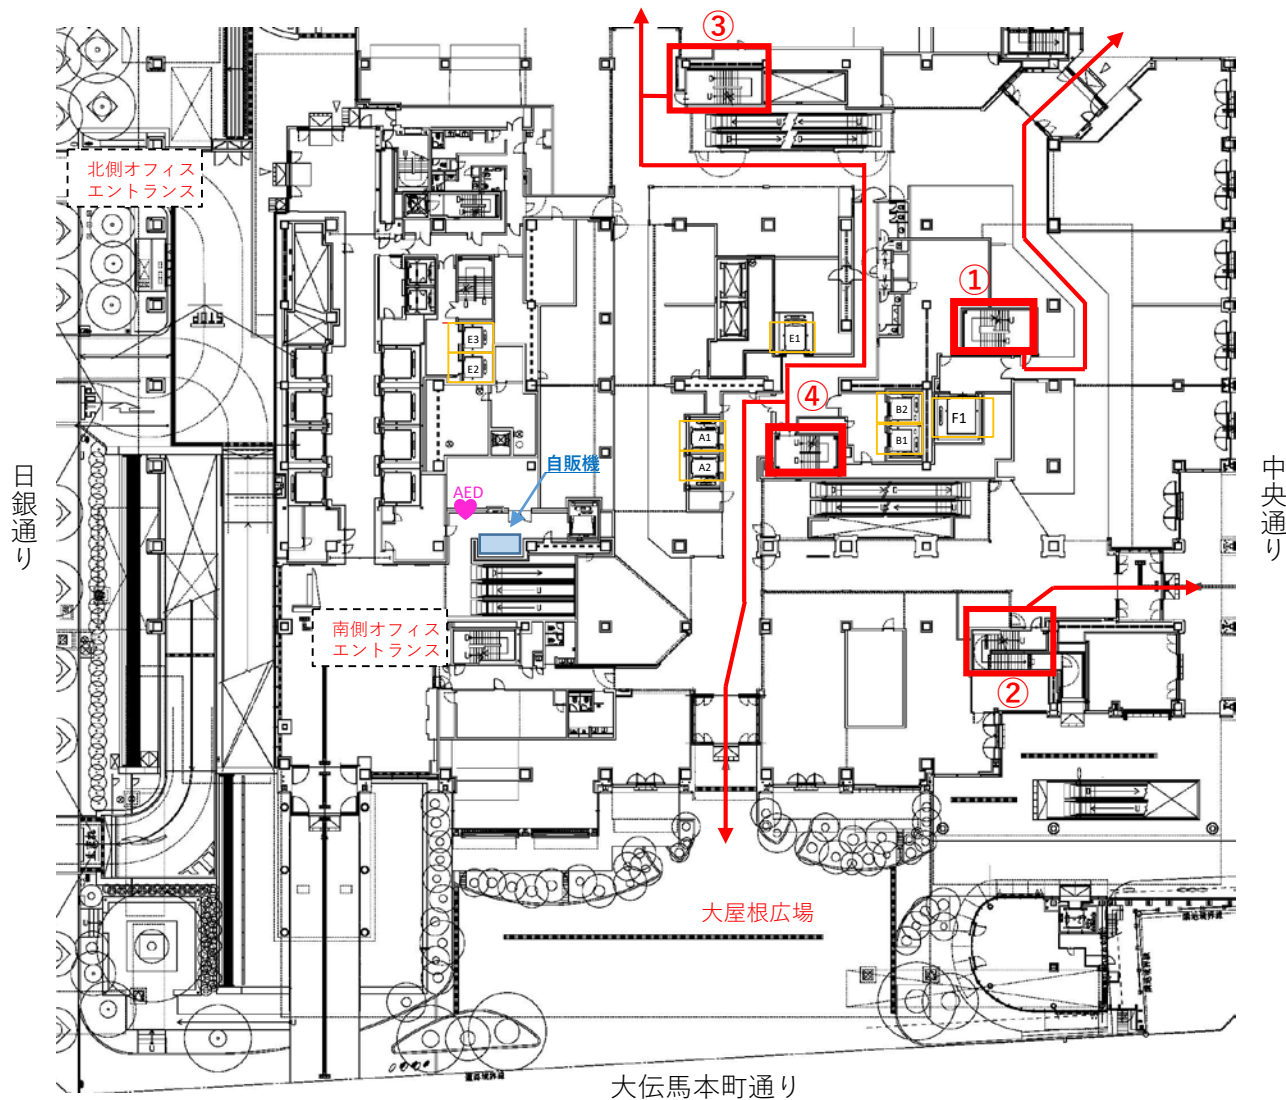 ③
北側オフィス
エントランス
①
STOP
E3
E1
E2
④
B2
F1
A1
B1
A2
自販機
AED
日銀通り
中央通り
南側オフィス
エントランス
②
大屋根広場
大伝馬本町通り